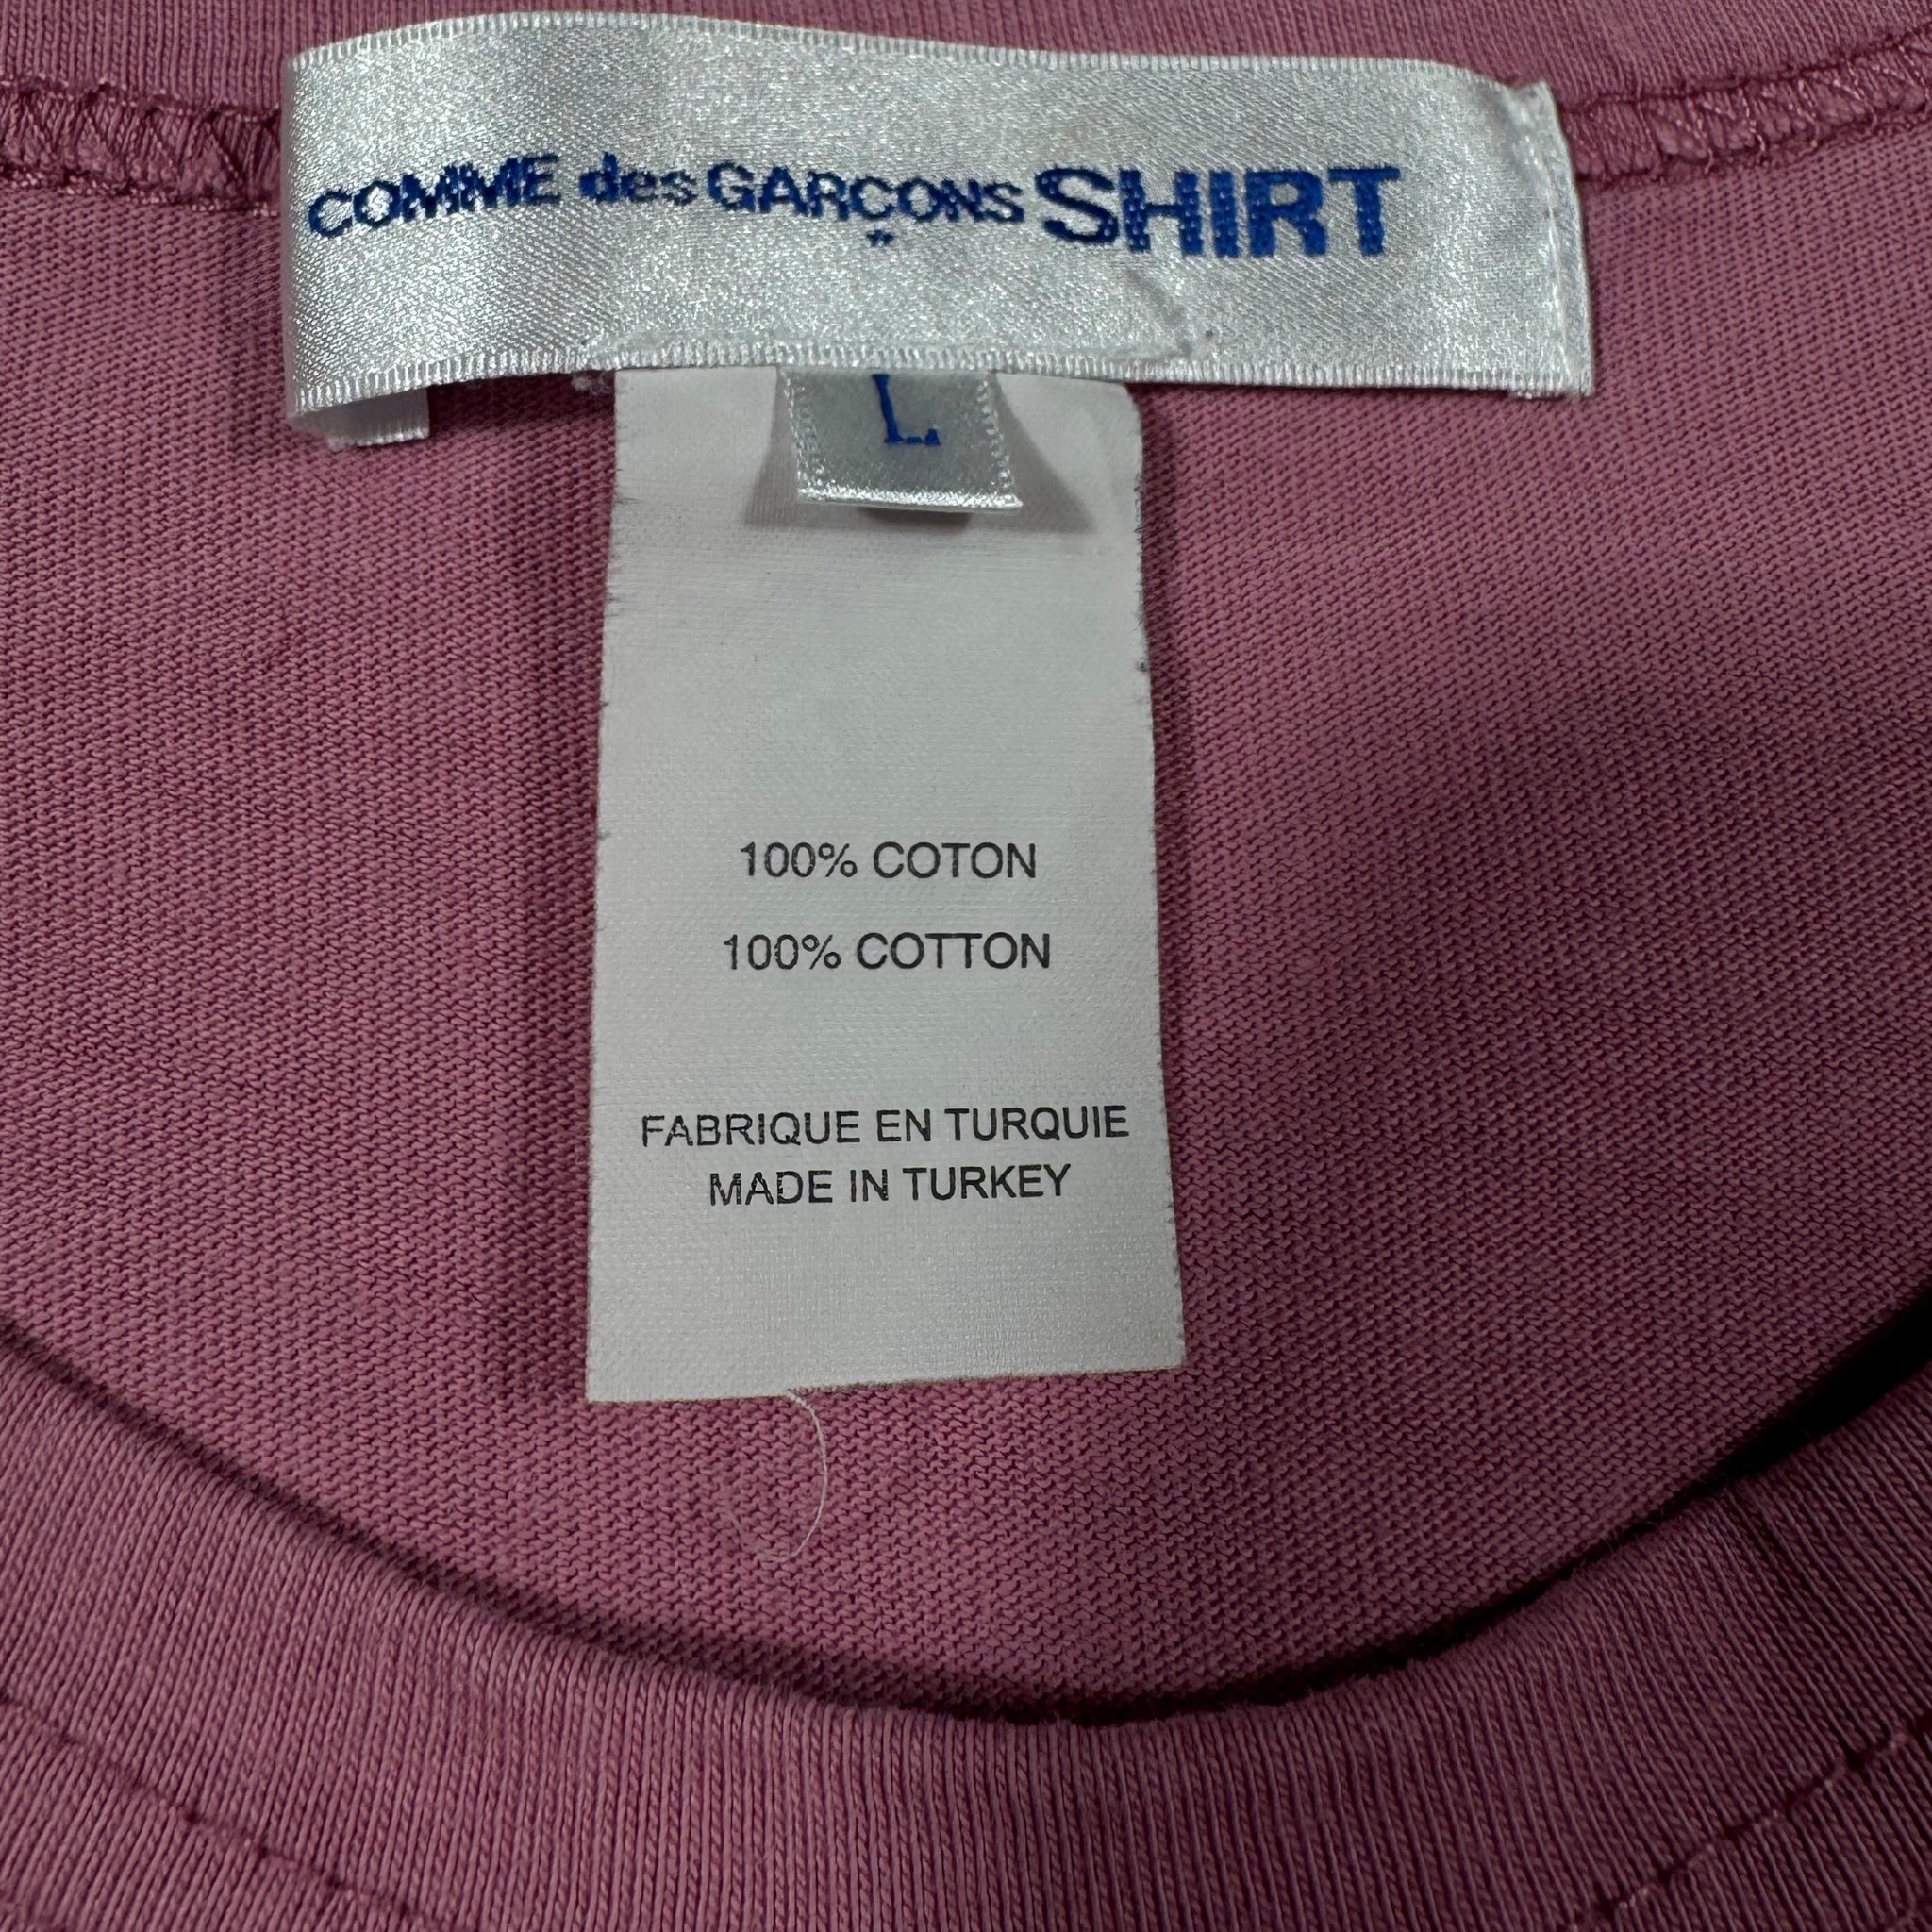 COMME des GARÇONS SHIRT
L
100% COTON
100% COTTON
FABRIQUE EN TURQUIE
MADE IN TURKEY